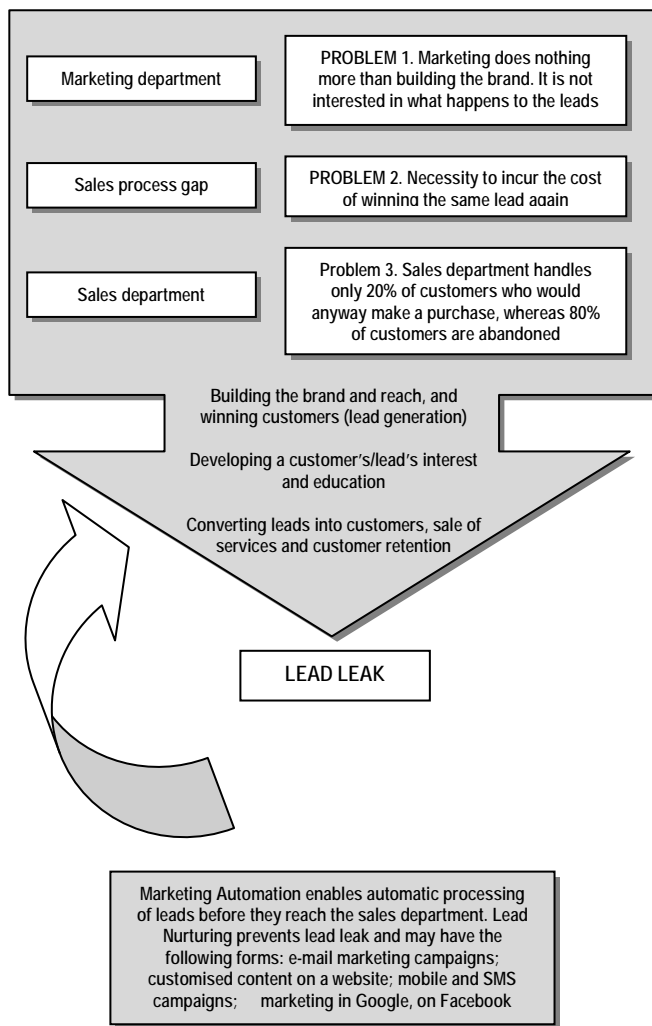 Marketing department
PROBLEM 1. Marketing does nothing
more than building the brand. It is not
interested in what happens to the leads
Sales process gap
PROBLEM 2. Necessity to incur the cost
of winning the same lead again
Sales department
Problem 3. Sales department handles
only 20% of customers who would
anyway make a purchase, whereas 80%
of customers are abandoned
Building the brand and reach, and
winning customers (lead generation)
Developing a customer's/lead's interest
and education
Converting leads into customers, sale of
services and customer retention
LEAD LEAK
Marketing Automation enables automatic processing
of leads before they reach the sales department. Lead
Nurturing prevents lead leak and may have the
following forms: e-mail marketing campaigns;
customised content on a website; mobile and SMS
campaigns; marketing in Google, on Facebook